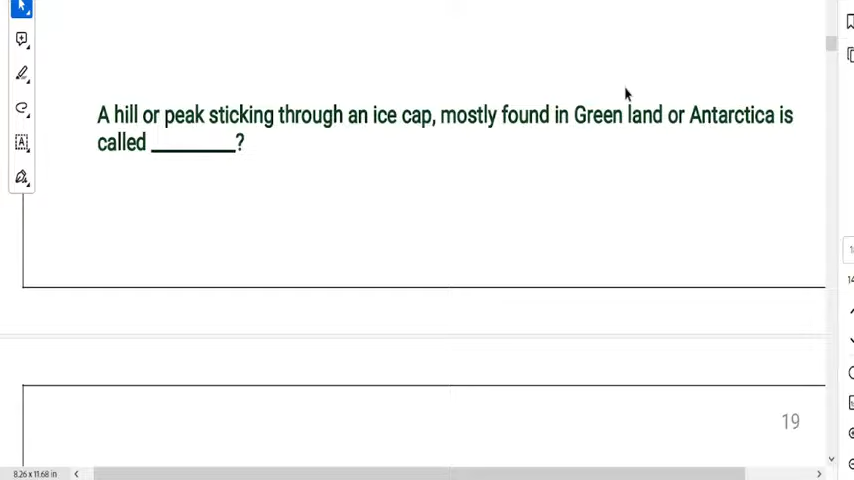 A hill or peak sticking through an ice cap, mostly found in Green land or Antarctica is
called _________?
19
8.26 x 11.68 in